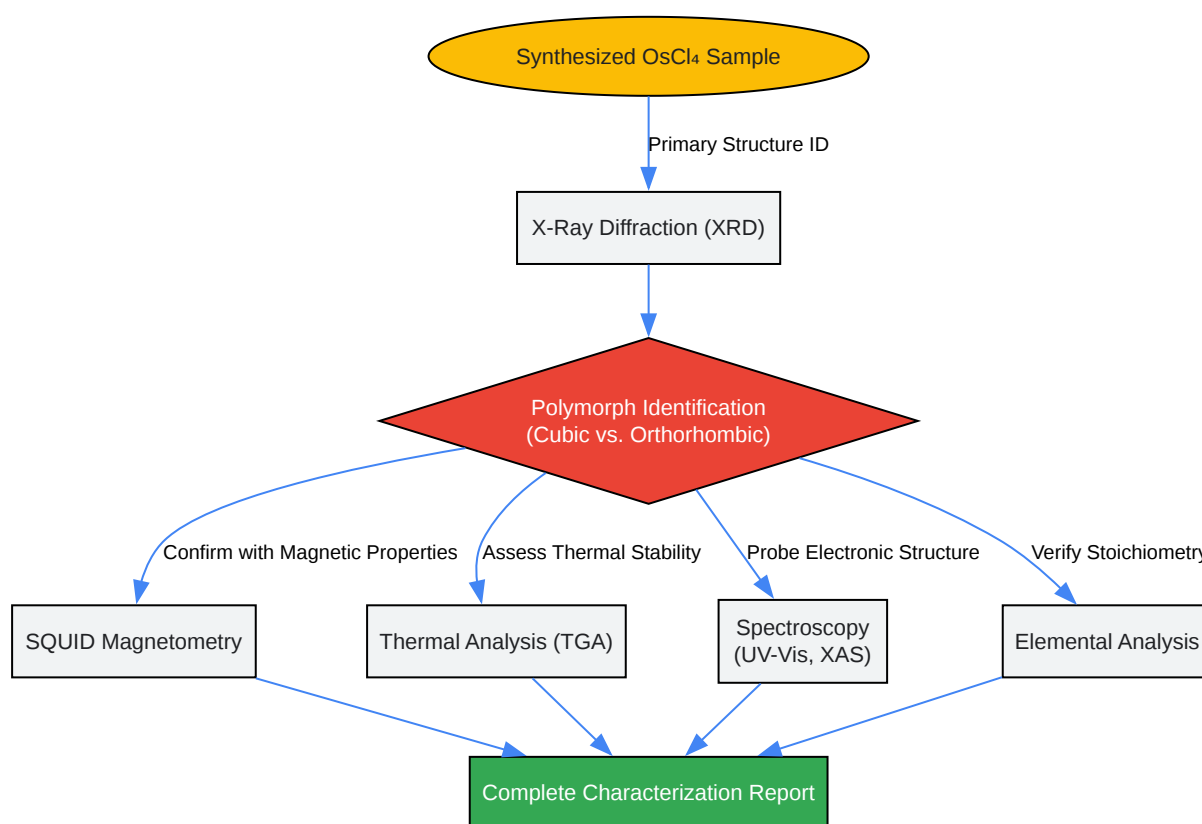 Synthesized OsCl₄ Sample
Primary Structure ID
X-Ray Diffraction (XRD)
Polymorph Identification
(Cubic vs. Orthorhombic)
Confirm with Magnetic Properties
Assess Thermal Stability
Probe Electronic Structure
Verify Stoichiometry
SQUID Magnetometry
Thermal Analysis (TGA)
Spectroscopy
(UV-Vis, XAS)
Elemental Analysis
Complete Characterization Report